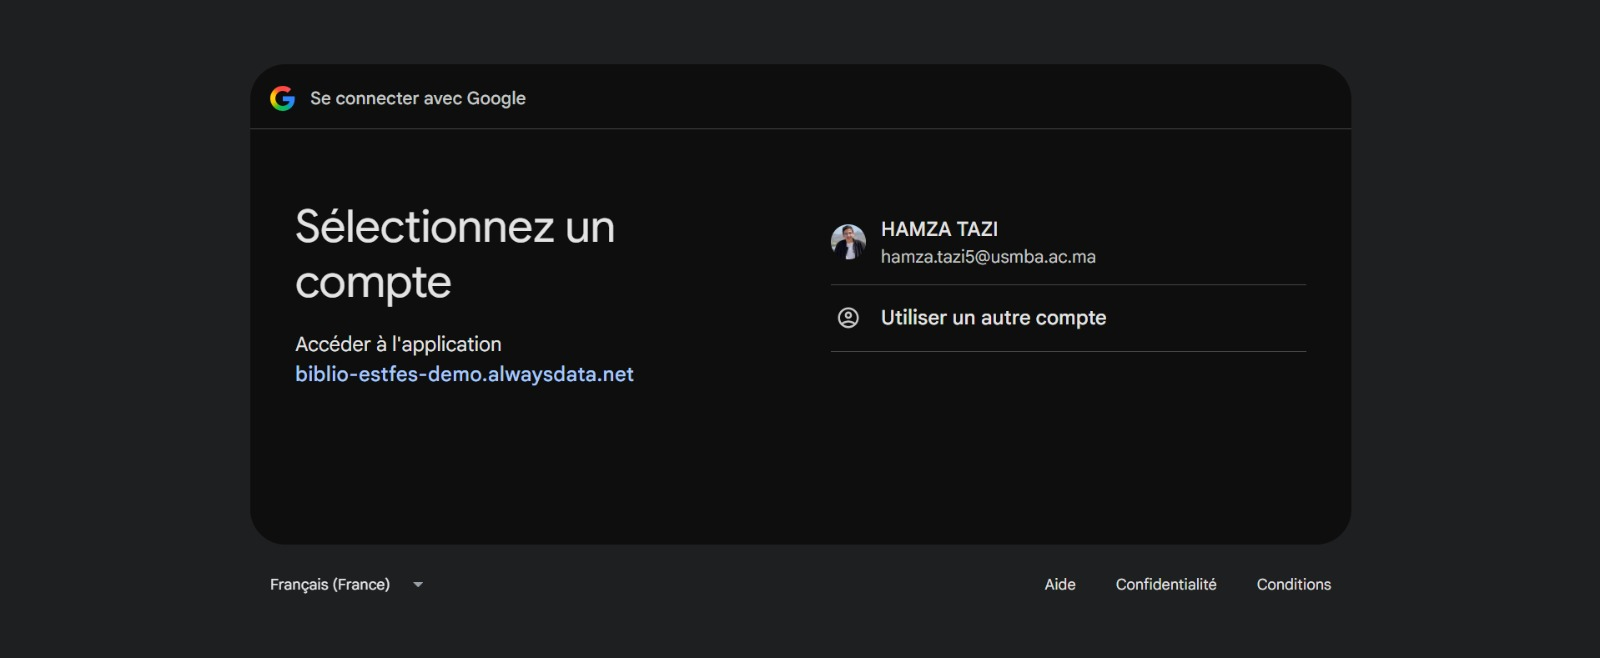 Se connecter avec Google
Sélectionnez un
compte
Accéder à l'application
biblio-estfes-demo.alwaysdata.net
HAMZA TAZI
hamza.tazi5@usmba.ac.ma
Utiliser un autre compte
Français (France)
Aide
Confidentialité
Conditions